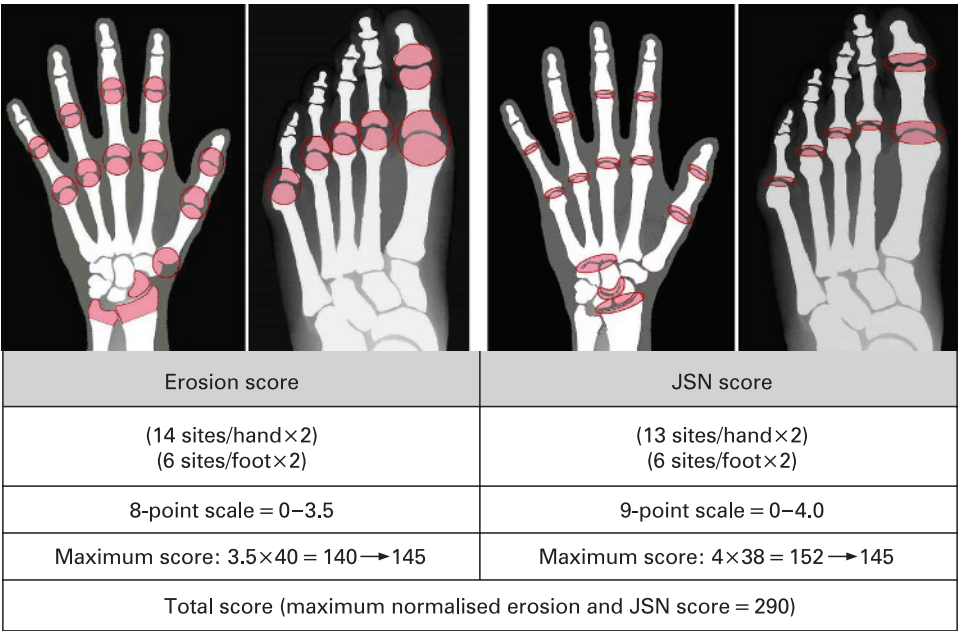 Erosion score
JSN score
(14 sites/hand×2)
(6 sites/foot×2)
(13 sites/hand×2)
(6 sites/foot×2)
8-point scale = 0–3.5
9-point scale = 0–4.0
Maximum score: 3.5×40 = 140→145
Maximum score: 4×38 = 152→145
Total score (maximum normalised erosion and JSN score = 290)